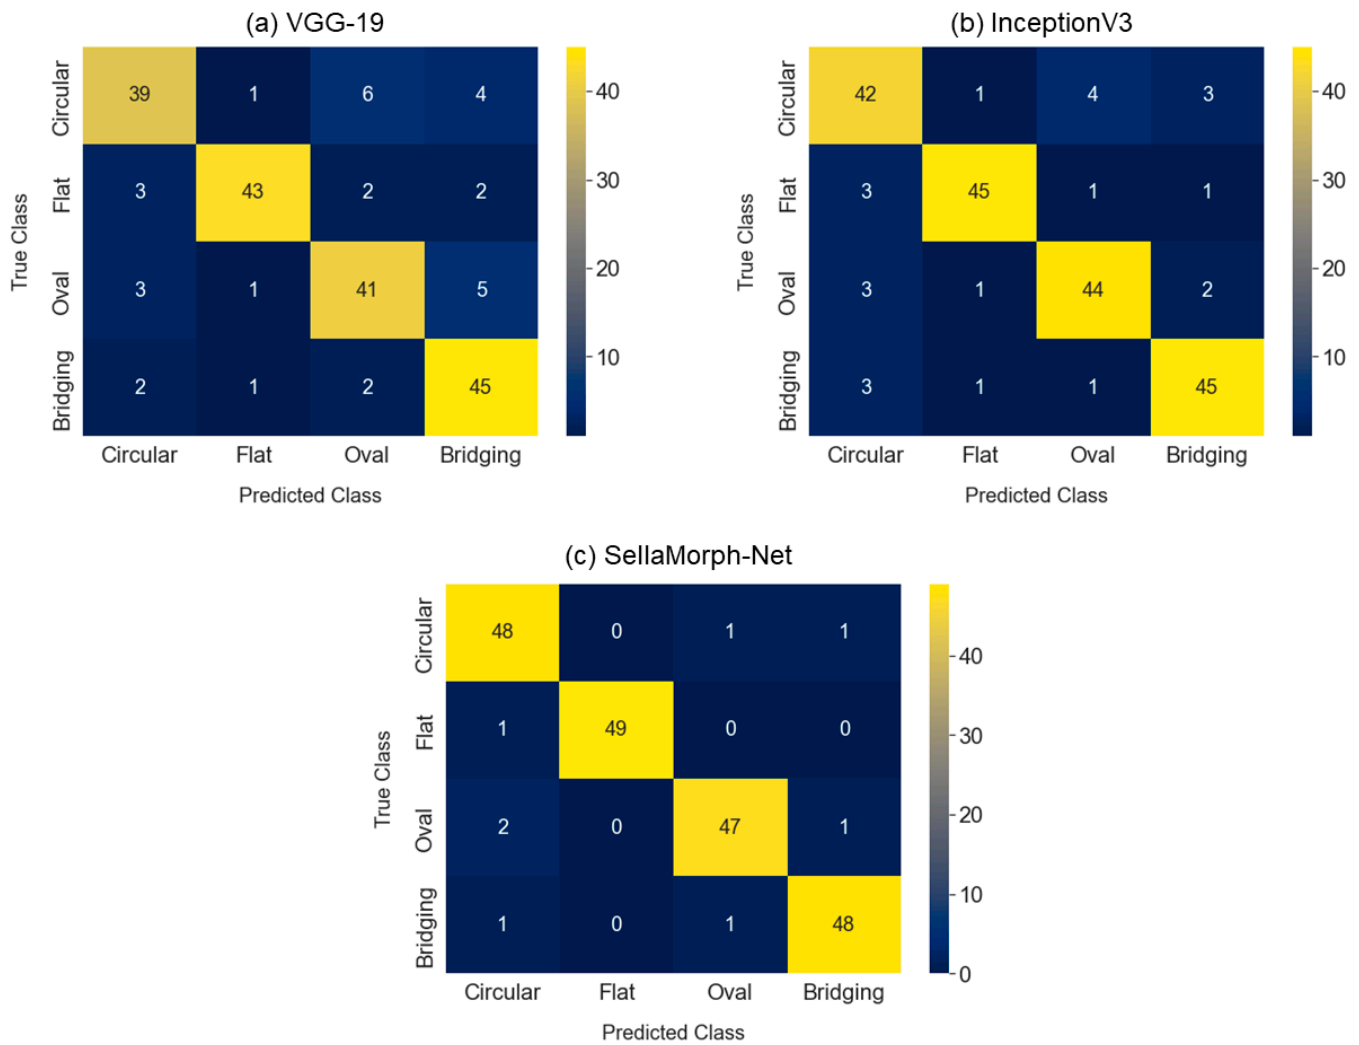 (a) VGG-19
Circular 39 1 6 4
Flat 3 43 2 2
Oval 3 1 41 5
Bridging 2 1 2 45
True Class
Circular Flat Oval Bridging
Predicted Class
40
30
20
10
(b) InceptionV3
Circular 42 1 4 3
Flat 3 45 1 1
Oval 3 1 44 2
Bridging 3 1 1 45
True Class
Circular Flat Oval Bridging
Predicted Class
40
30
20
10
(c) SellaMorph-Net
Circular 48 0 1 1
Flat 1 49 0 0
Oval 2 0 47 1
Bridging 1 0 1 48
True Class
Circular Flat Oval Bridging
Predicted Class
40
30
20
10
0